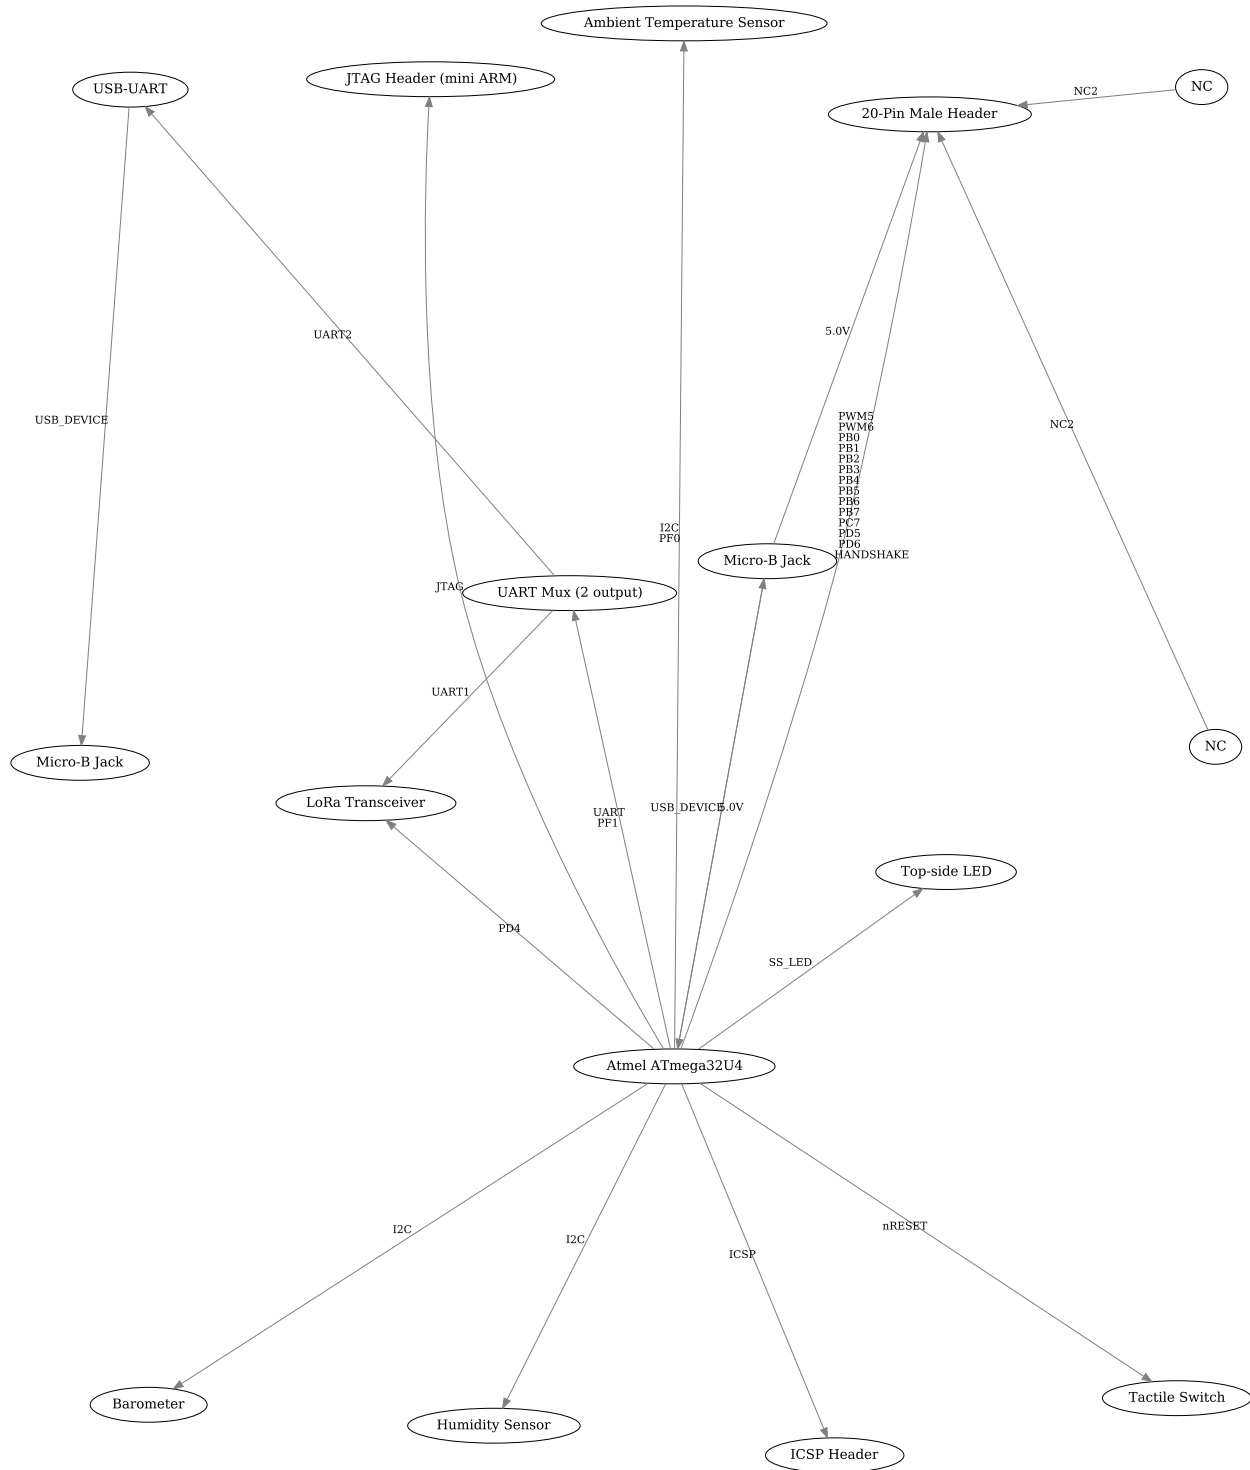 Ambient Temperature Sensor
JTAG Header (mini ARM)
USB-UART
NC
NC2
20-Pin Male Header
5.0V
UART2
PWM5
PWM6
PB0
PB1
PB2
PB3
PB4
PB5
PB6
PB7
PC7
PD5
PD6
HANDSHAKE
USB_DEVICE
NC2
I2C
PF0
Micro-B Jack
JTAG
UART Mux (2 output)
UART1
NC
Micro-B Jack
LoRa Transceiver
UART
PF1
USB_DEVICE
5.0V
Top-side LED
PD4
SS_LED
Atmel ATmega32U4
I2C
I2C
ICSP
nRESET
Barometer
Humidity Sensor
ICSP Header
Tactile Switch